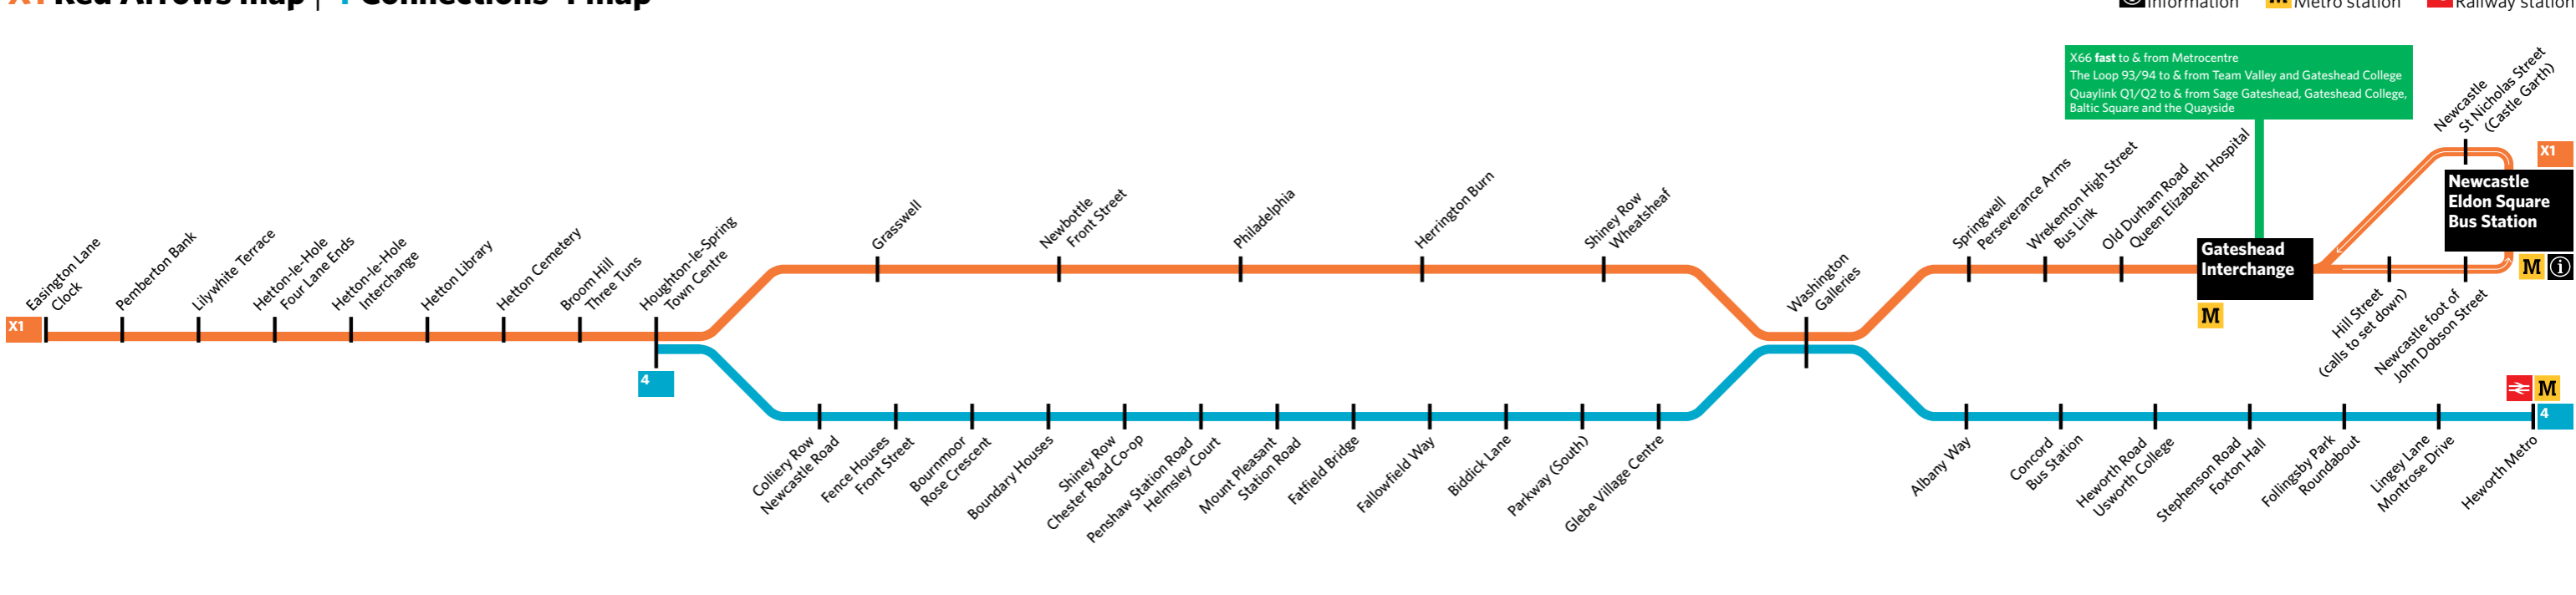 X1 Red Arrows map | 4 Connections 4 map
Information
M Metro station
Railway station
X66 fast to & from Metrocentre
The Loop 93/94 to & from Team Valley and Gateshead College
Quaylink Q1/Q2 to & from Sage Gateshead, Gateshead College,
Baltic Square and the Quayside
X1
Easington Lane
Clock
Pemberton Bank
Lilywhite Terrace
Hetton-le-Hole
Four Lane Ends
Hetton-le-Hole
Interchange
Hetton Library
Hetton Cemetery
Broom Hill
Three Tuns
Houghton-le-Spring
Town Centre
Grasswell
Newbottle
Front Street
Philadelphia
Herrington Burn
Shiney Row
Wheatsheaf
Washington
Galleries
Springwell
Perseverance Arms
Wrekenton High Street
Bus Link
Old Durham Road
Queen Elizabeth Hospital
Gateshead
Interchange
M
Newcastle
St Nicholas Street
(Castle Garth)
X1
Newcastle
Eldon Square
Bus Station
M i
Hill Street
(calls to set down)
Newcastle foot of
John Dobson Street
4
Colliery Row
Newcastle Road
Fence Houses
Front Street
Bournmoor
Rose Crescent
Boundary Houses
Shiney Row
Chester Road Co-op
Penshaw Station Road
Helmsley Court
Mount Pleasant
Station Road
Fatfield Bridge
Fallowfield Way
Biddick Lane
Parkway (South)
Glebe Village Centre
Albany Way
Concord
Bus Station
Heworth Road
Usworth College
Stephenson Road
Foxton Hall
Follingsby Park
Roundabout
Lingey Lane
Montrose Drive
Heworth Metro
M
4